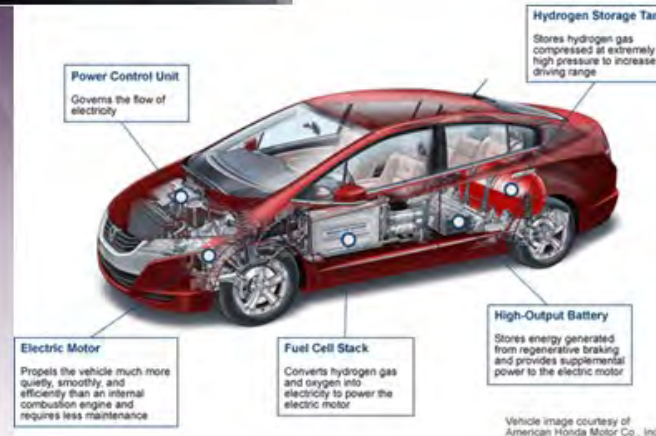 Hydrogen Storage Tan
Stores hydrogen gas
compressed at extremely
high pressure to increase
driving range
Power Control Unit
Governs the flow of
electricity
Electric Motor
Propels the vehicle much more
quietly, smoothly, and
efficiently than an internal
combustion engine and
requires less maintenance
Fuel Cell Stack
Converts hydrogen gas
and oxygen into
electricity to power the
electric motor
High-Output Battery
Stores energy generated
from regenerative braking
and provides supplemental
power to the electric motor
Vehicle image courtesy of
American Honda Motor Co., Inc